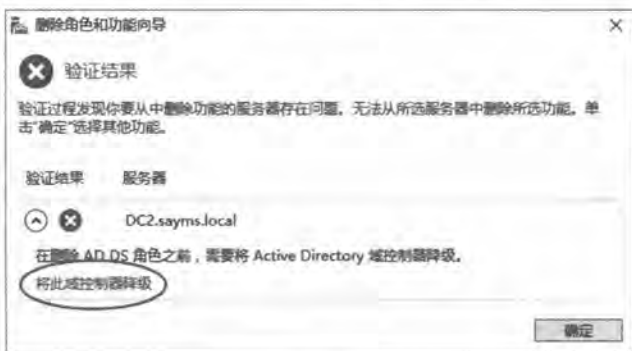 删除角色和功能向导
验证结果
验证过程发现你要从中删除功能的服务器存在问题。无法从所选服务器中删除所选功能。单
击"确定"选择其他功能。
验证结果 服务器
DC2.sayms.local
在删除 AD DS 角色之前，需要将 Active Directory 域控制器降级。
将此域控制器降级
确定